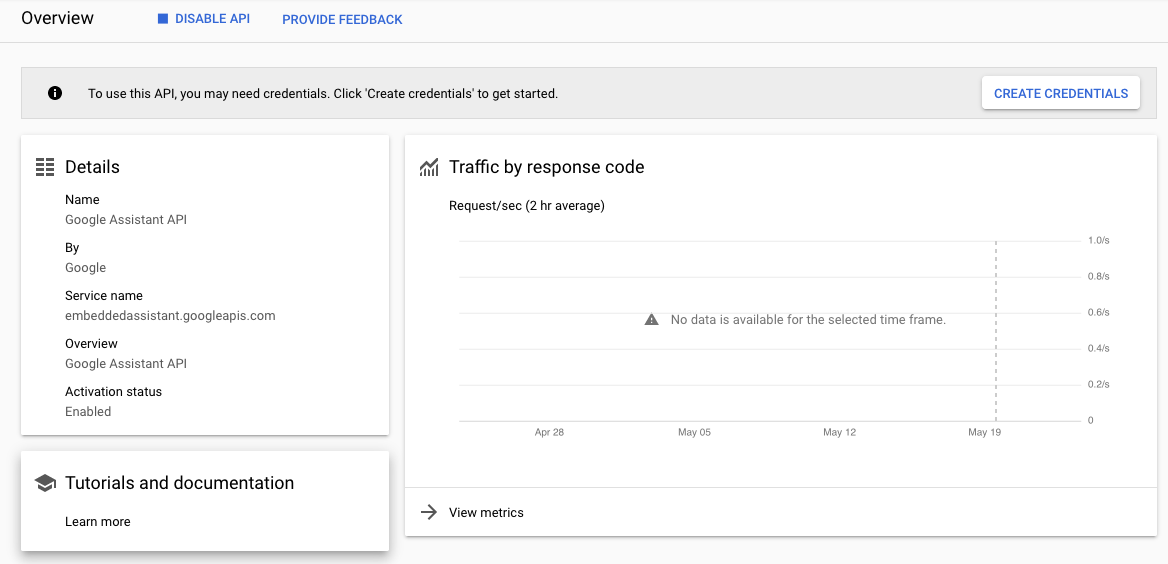 Overview
DISABLE API
PROVIDE FEEDBACK
To use this API, you may need credentials. Click 'Create credentials' to get started.
CREATE CREDENTIALS
Details
Name
Google Assistant API
By
Google
Service name
embeddedassistant.googleapis.com
Overview
Google Assistant API
Activation status
Enabled
Tutorials and documentation
Learn more
Traffic by response code
Request/sec (2 hr average)
1.0/s
0.8/s
0.6/s
No data is available for the selected time frame.
0.4/s
0.2/s
0
Apr 28
May 05
May 12
May 19
View metrics